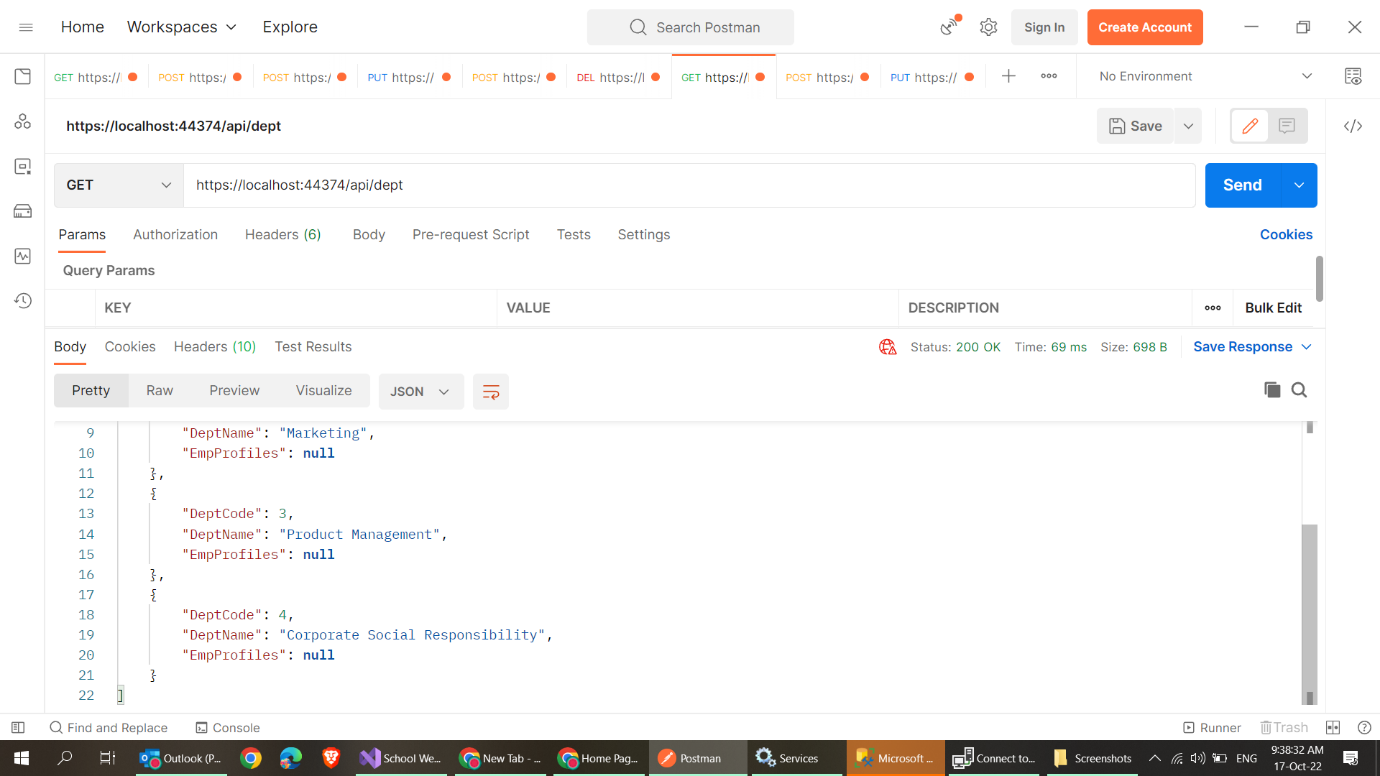 Home Workspaces Explore Search Postman Sign In Create Account
GET https://l POST https:/ POST https:/ PUT https:// POST https:/ DEL https://l GET https://l POST https:/ PUT https:// No Environment
https://localhost:44374/api/dept Save
GET https://localhost:44374/api/dept Send
Params Authorization Headers (6) Body Pre-request Script Tests Settings Cookies
Query Params
KEY VALUE DESCRIPTION Bulk Edit
Body Cookies Headers (10) Test Results Status: 200 OK Time: 69 ms Size: 698 B Save Response
Pretty Raw Preview Visualize JSON
9 "DeptName": "Marketing",
10 "EmpProfiles": null
11 },
12 {
13 "DeptCode": 3,
14 "DeptName": "Product Management",
15 "EmpProfiles": null
16 },
17 {
18 "DeptCode": 4,
19 "DeptName": "Corporate Social Responsibility",
20 "EmpProfiles": null
21 }
22 ]
Find and Replace Console Runner Trash
Outlook (P... School We... New Tab - ... Home Pag... Postman Services Microsoft ... Connect to... Screenshots ENG 9:38:32 AM
17-Oct-22